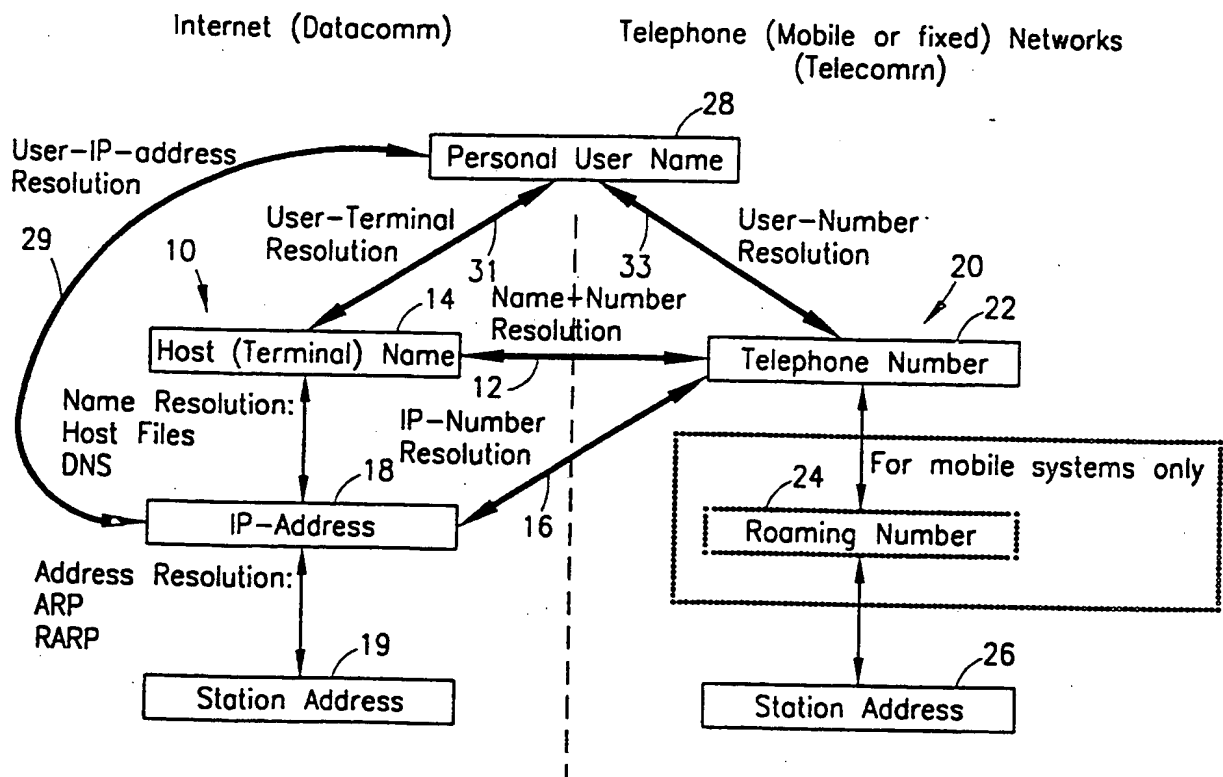 Internet (Datacomm)
Telephone (Mobile or fixed) Networks
(Telecomm)
28
User-IP-address
Resolution
Personal User Name
29
User-Terminal
Resolution
User-Number
Resolution
31
33
10
14
Name+Number
Resolution
20
22
Host (Terminal) Name
Telephone Number
12
Name Resolution:
Host Files
DNS
IP-Number
Resolution
For mobile systems only
18
24
IP-Address
16
Roaming Number
Address Resolution:
ARP
RARP
19
26
Station Address
Station Address